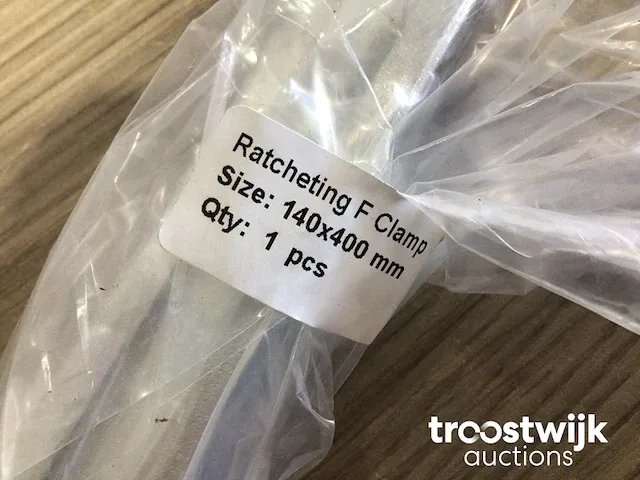 Ratcheting F Clamp
Size: 140x400 mm
Qty: 1 pcs
troostwijk
auctions